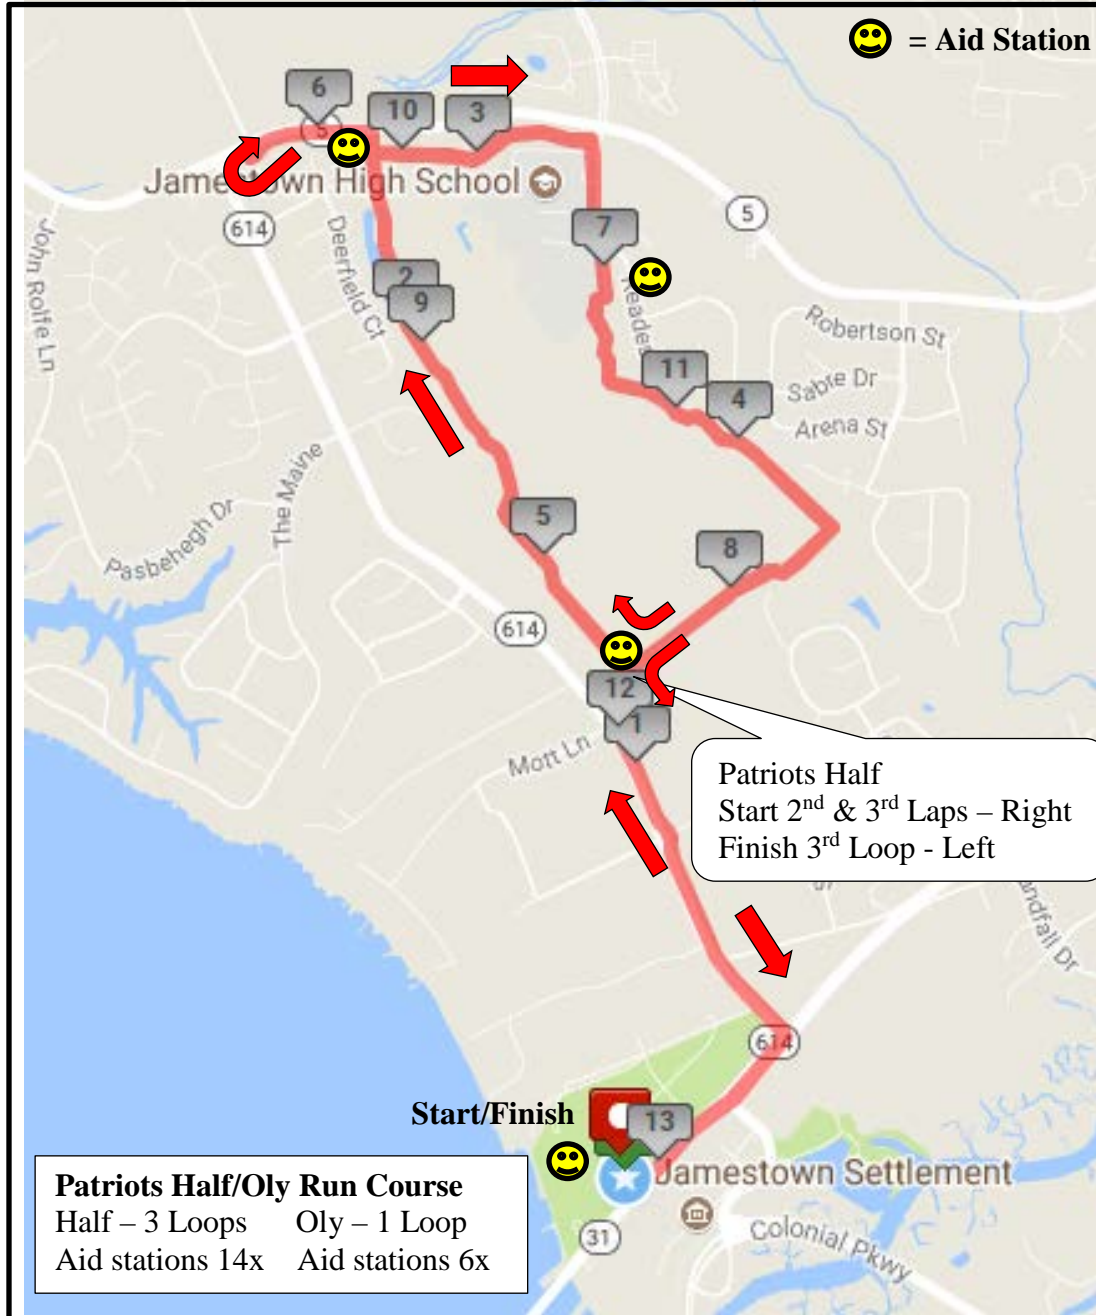 = Aid Station
6
10
3
5
Jamestown High School
614
5
7
John Rolfe Ln
Deerfield Ct
2
9
Reades
Robertson St
11
4
Sabre Dr
Arena St
The Maine
Pasbehegh Dr
5
8
614
12
1
Mott Ln
Patriots Half
Start 2nd & 3rd Laps – Right
Finish 3rd Loop - Left
andfall Dr
614
Start/Finish
13
Jamestown Settlement
Patriots Half/Oly Run Course
Half – 3 Loops Oly – 1 Loop
Aid stations 14x Aid stations 6x
31
Colonial Pkwy